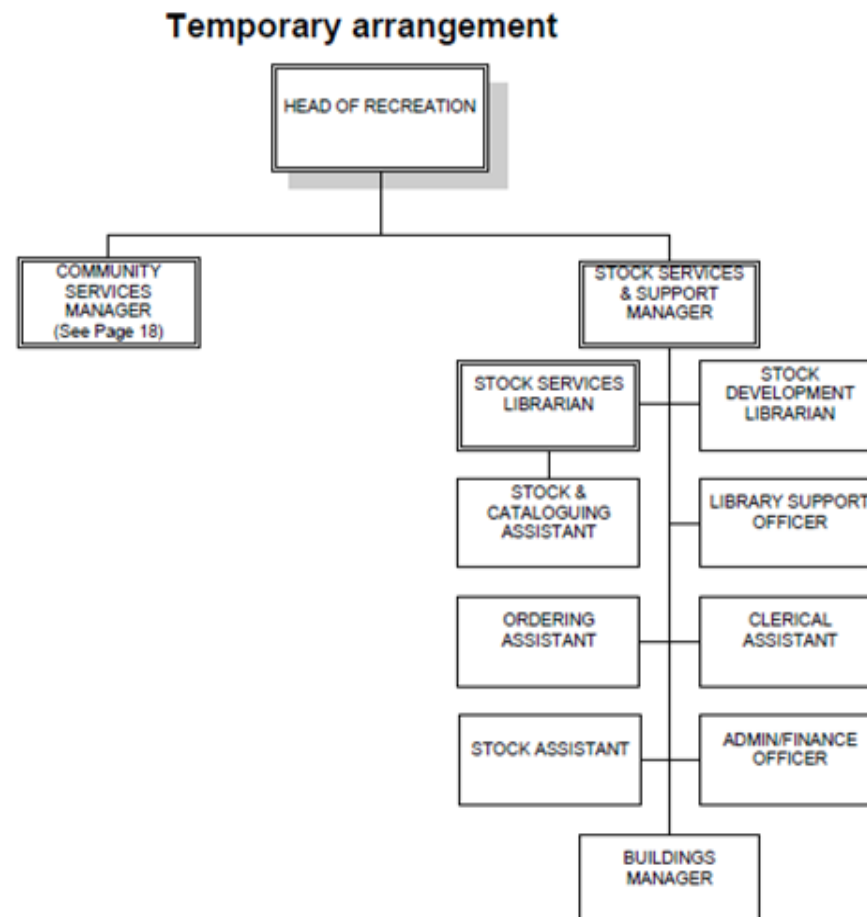 Temporary arrangement
HEAD OF RECREATION
COMMUNITY
SERVICES
MANAGER
(See Page 18)
STOCK SERVICES
& SUPPORT
MANAGER
STOCK SERVICES
LIBRARIAN
STOCK
DEVELOPMENT
LIBRARIAN
STOCK &
CATALOGUING
ASSISTANT
LIBRARY SUPPORT
OFFICER
ORDERING
ASSISTANT
CLERICAL
ASSISTANT
STOCK ASSISTANT
ADMIN/FINANCE
OFFICER
BUILDINGS
MANAGER